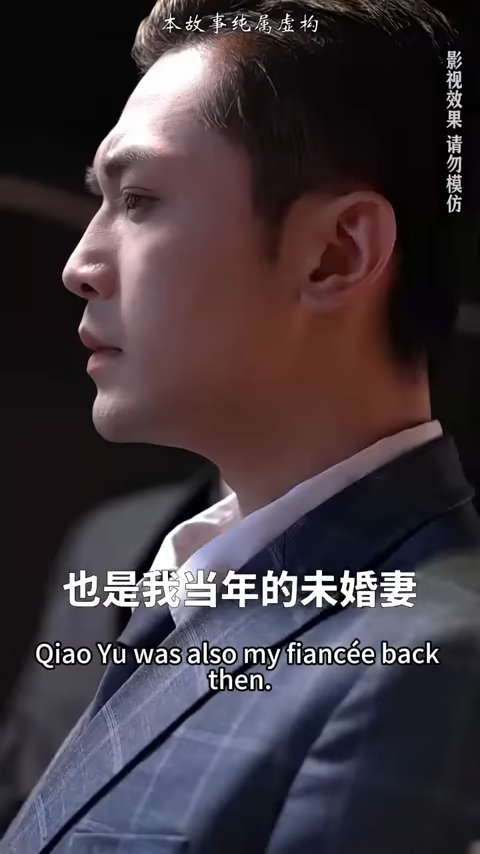 本故事纯属虚构
影视效果 请勿模仿
也是我当年的未婚妻
Qiao Yu was also my fiancée back
then.